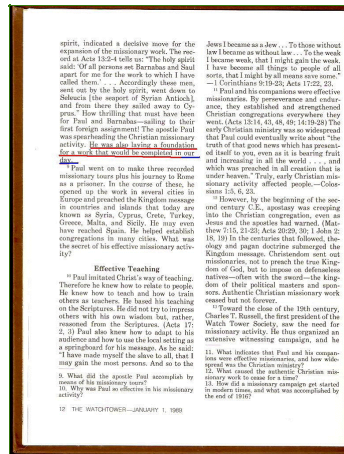 spirit, indicated a decisive move for the
expansion of the missionary work. The rec-
ord at Acts 13:2-4 tells us: "The holy spirit
said: 'Of all persons set Barnabas and Saul
apart for me for the work to which I have
called them.' . . . Accordingly these men,
sent out by the holy spirit, went down to
Seleucia [the seaport of Syrian Antioch],
and from there they sailed away to Cy-
prus." How thrilling that must have been
for Paul and Barnabas—sailing to their
first foreign assignment! The apostle Paul
was spearheading the Christian missionary
activity. He was also laying a foundation
for a work that would be completed in our
day.
9 Paul went on to make three recorded
missionary tours plus his journey to Rome
as a prisoner. In the course of these, he
opened up the work in several cities in
Europe and preached the Kingdom message
in countries and islands that today are
known as Syria, Cyprus, Crete, Turkey,
Greece, Malta, and Sicily. He may even
have reached Spain. He helped establish
congregations in many cities. What was
the secret of his effective missionary activ-
ity?
Effective Teaching
10 Paul imitated Christ's way of teaching.
Therefore he knew how to relate to people.
He knew how to teach and how to train
others as teachers. He based his teaching
on the Scriptures. He did not try to impress
others with his own wisdom but, rather,
reasoned from the Scriptures. (Acts 17:
2, 3) Paul also knew how to adapt to his
audience and how to use the local setting as
a springboard for his message. As he said:
"I have made myself the slave to all, that I
may gain the most persons. And so to the
9. What did the apostle Paul accomplish by
means of his missionary tours?
10. Why was Paul so effective in his missionary
activity?
12 THE WATCHTOWER—JANUARY 1, 1989
Jews I became as a Jew . . . To those without
law I became as without law . . . To the weak
I became weak, that I might gain the weak.
I have become all things to people of all
sorts, that I might by all means save some."
—1 Corinthians 9:19-23; Acts 17:22, 23.
11 Paul and his companions were effective
missionaries. By perseverance and endur-
ance, they established and strengthened
Christian congregations everywhere they
went. (Acts 13:14, 43, 48, 49; 14:19-28) The
early Christian ministry was so widespread
that Paul could eventually write about "the
truth of that good news which has present-
ed itself to you, even as it is bearing fruit
and increasing in all the world . . . , and
which was preached in all creation that is
under heaven." Truly, early Christian mis-
sionary activity affected people.—Colos-
sians 1:5, 6, 23.
12 However, by the beginning of the sec-
ond century C.E., apostasy was creeping
into the Christian congregation, even as
Jesus and the apostles had warned. (Mat-
thew 7:15, 21-23; Acts 20:29, 30; 1 John 2:
18, 19) In the centuries that followed, the-
ology and pagan doctrine submerged the
Kingdom message. Christendom sent out
missionaries, not to preach the true King-
dom of God, but to impose on defenseless
natives—often with the sword—the king-
dom of their political masters and spon-
sors. Authentic Christian missionary work
ceased but not forever.
13 Toward the close of the 19th century,
Charles T. Russell, the first president of the
Watch Tower Society, saw the need for
missionary activity. He thus organized an
extensive witnessing campaign, and he
11. What indicates that Paul and his compan-
ions were effective missionaries, and how wide-
spread was the Christian ministry?
12. What caused the authentic Christian mis-
sionary work to cease for a time?
13. How did a missionary campaign get started
in modern times, and what was accomplished by
the end of 1916?